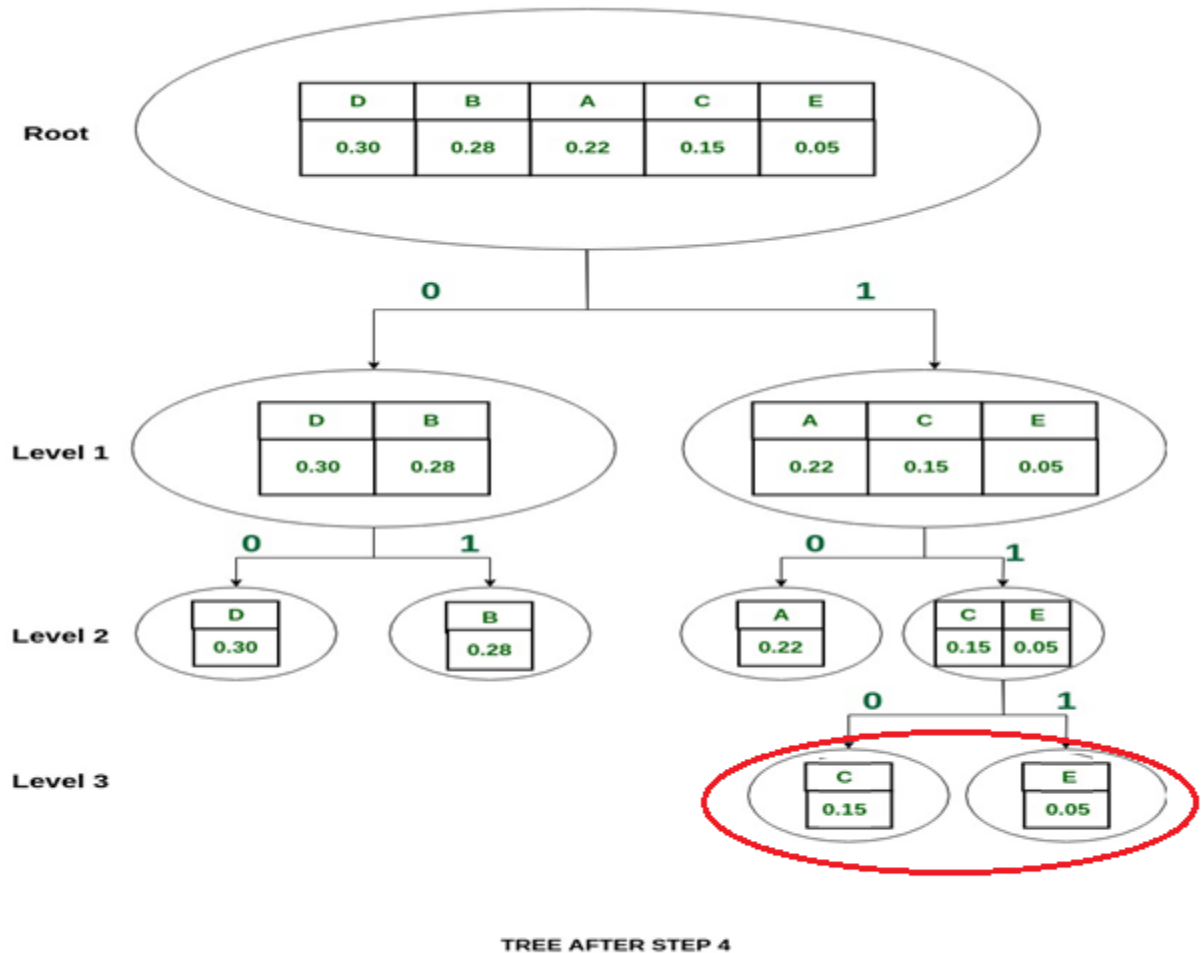 D B A C E
Root
0.30 0.28 0.22 0.15 0.05
0 1
D B A C E
Level 1
0.30 0.28 0.22 0.15 0.05
0 1 0 1
D B A C E
Level 2
0.30 0.28 0.22 0.15 0.05
0 1
C E
Level 3
0.15 0.05
TREE AFTER STEP 4